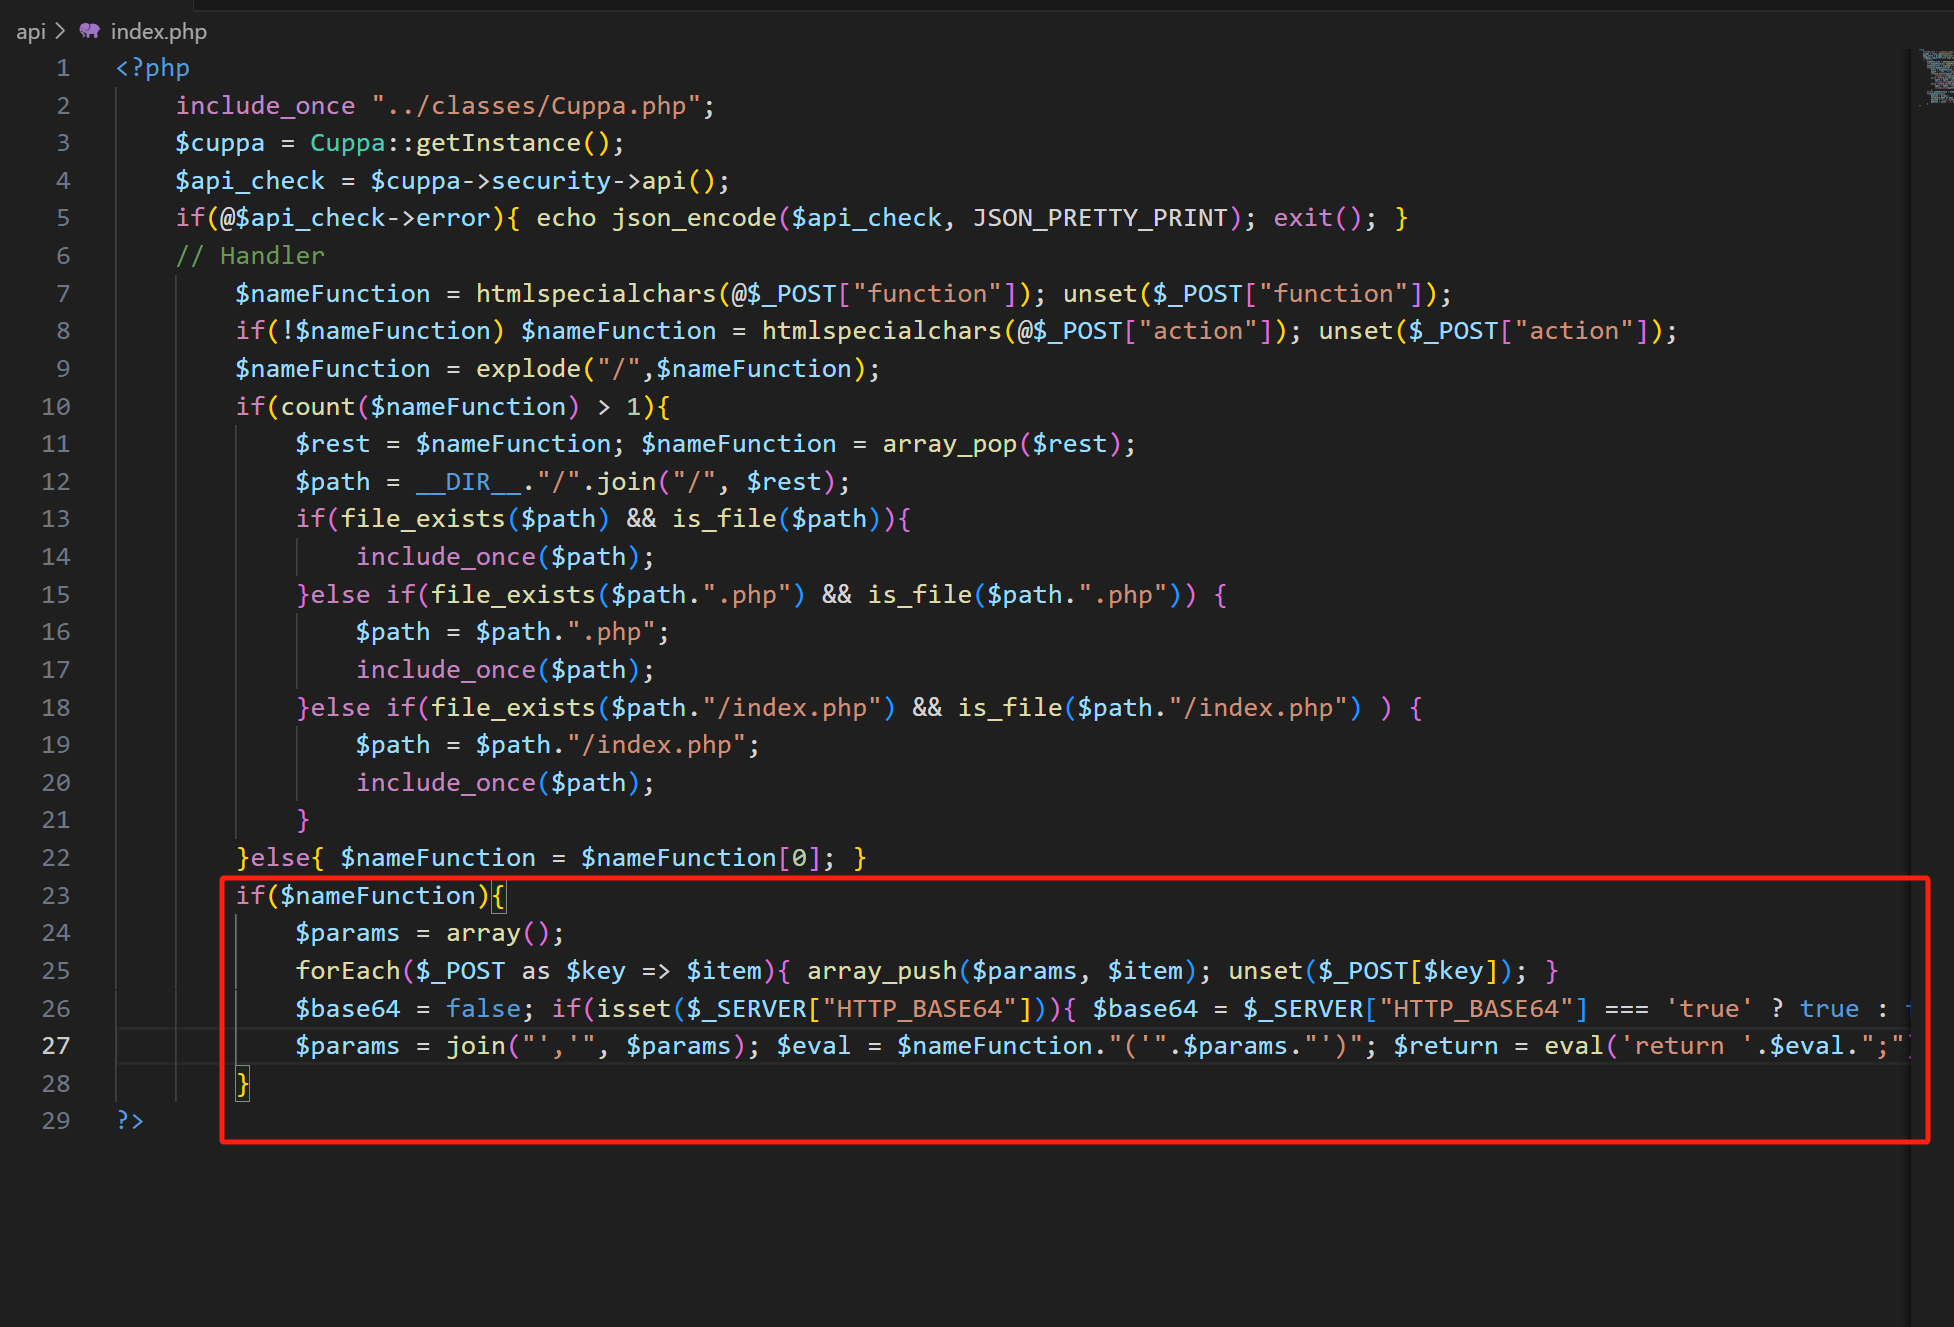 api > index.php
1 <?php
2 include_once "../classes/Cuppa.php";
3 $cuppa = Cuppa::getInstance();
4 $api_check = $cuppa->security->api();
5 if(@$api_check->error){ echo json_encode($api_check, JSON_PRETTY_PRINT); exit(); }
6 // Handler
7 $nameFunction = htmlspecialchars(@$_POST["function"]); unset($_POST["function"]);
8 if(!$nameFunction) $nameFunction = htmlspecialchars(@$_POST["action"]); unset($_POST["action"]);
9 $nameFunction = explode("/",$nameFunction);
10 if(count($nameFunction) > 1){
11 $rest = $nameFunction; $nameFunction = array_pop($rest);
12 $path = __DIR__."/".join("/", $rest);
13 if(file_exists($path) && is_file($path)){
14 include_once($path);
15 }else if(file_exists($path.".php") && is_file($path.".php")) {
16 $path = $path.".php";
17 include_once($path);
18 }else if(file_exists($path."/index.php") && is_file($path."/index.php") ) {
19 $path = $path."/index.php";
20 include_once($path);
21 }
22 }else{ $nameFunction = $nameFunction[0]; }
23 if($nameFunction){
24 $params = array();
25 forEach($_POST as $key => $item){ array_push($params, $item); unset($_POST[$key]); }
26 $base64 = false; if(isset($_SERVER["HTTP_BASE64"])){ $base64 = $_SERVER["HTTP_BASE64"] === 'true' ? true :
27 $params = join("','", $params); $eval = $nameFunction."('".$params."')"; $return = eval('return '.$eval.";")
28 }
29 ?>